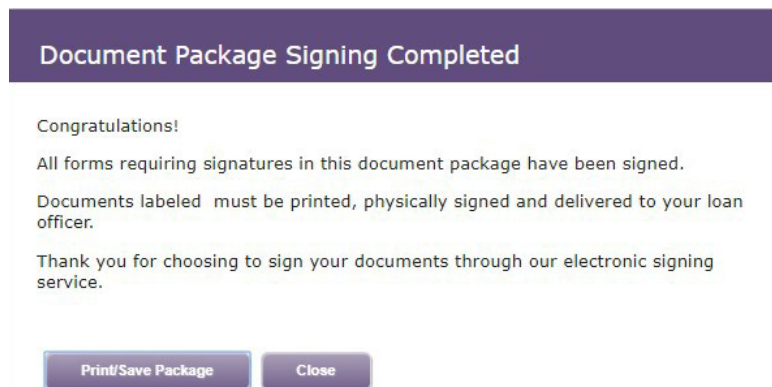 Document Package Signing Completed
Congratulations!
All forms requiring signatures in this document package have been signed.
Documents labeled  must be printed, physically signed and delivered to your loan
officer.
Thank you for choosing to sign your documents through our electronic signing
service.
Print/Save Package
Close